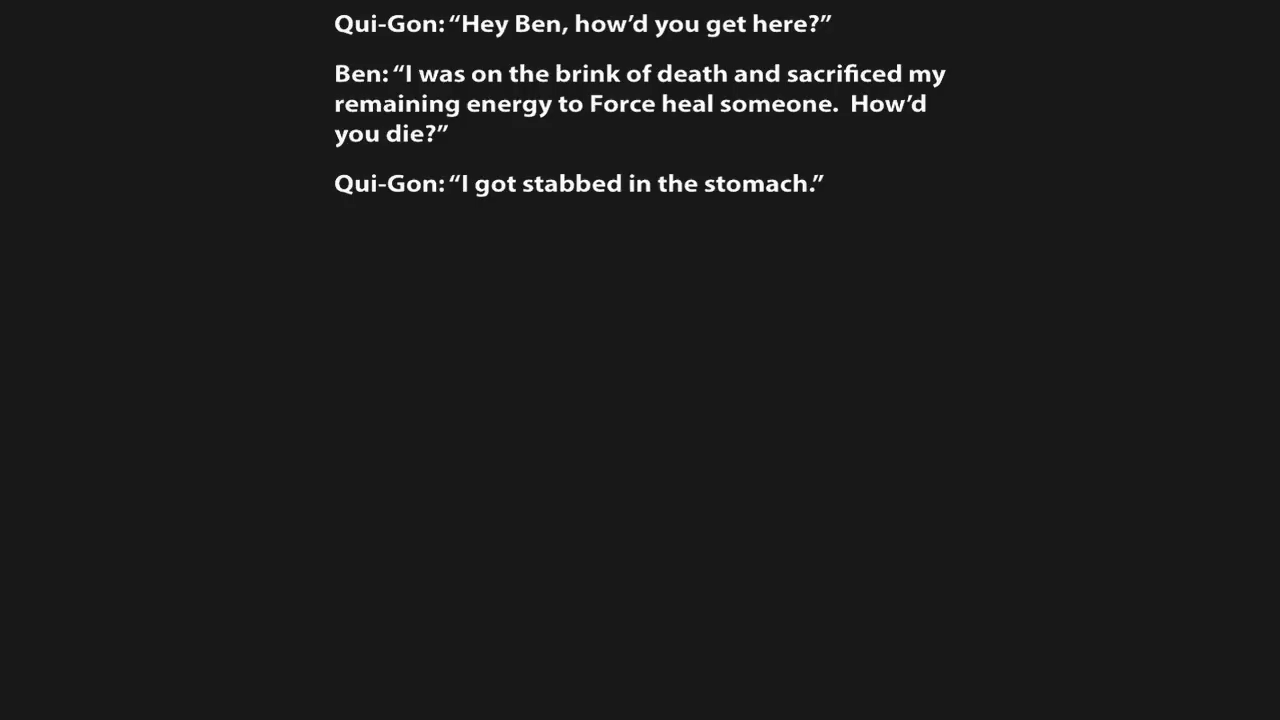 Qui-Gon: “Hey Ben, how’d you get here?”
Ben: “I was on the brink of death and sacrificed my
remaining energy to Force heal someone.  How’d
you die?”
Qui-Gon: “I got stabbed in the stomach.”